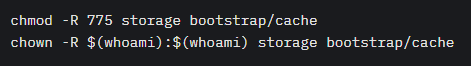 chmod -R 775 storage bootstrap/cache
chown -R $(whoami):$(whoami) storage bootstrap/cache